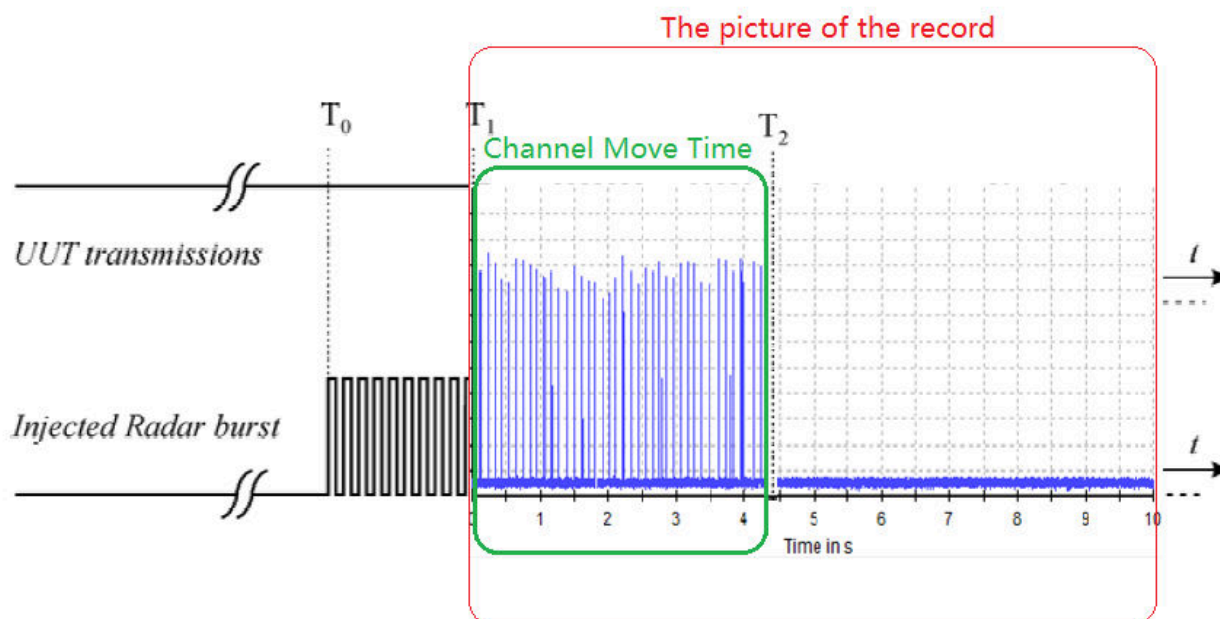 The picture of the record
T0
T1
T2
Channel Move Time
UUT transmissions
t
Injected Radar burst
t
1 2 3 4 5 6 7 8 9 10
Time in s